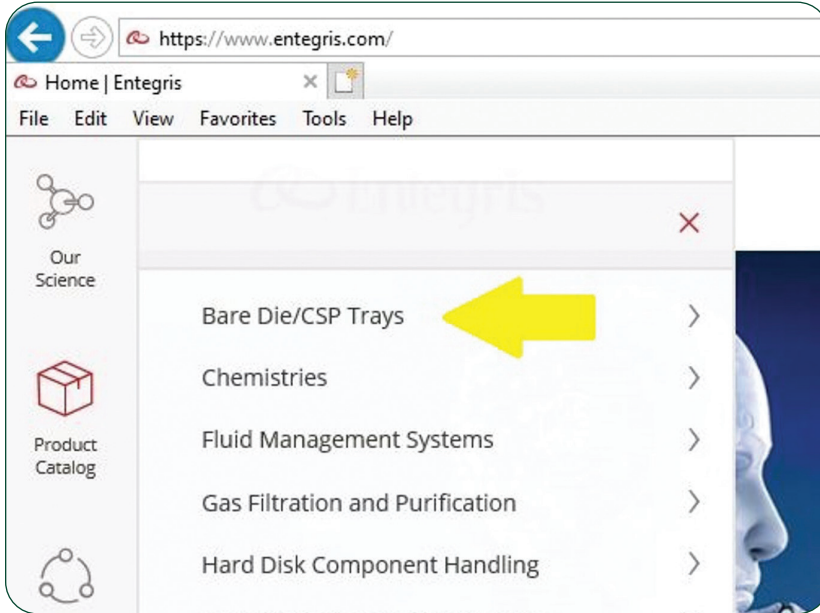 https://www.entegris.com/
Home | Entegris
File Edit View Favorites Tools Help
Entegris
Our
Science
Bare Die/CSP Trays
Chemistries
Product
Catalog
Fluid Management Systems
Gas Filtration and Purification
Hard Disk Component Handling